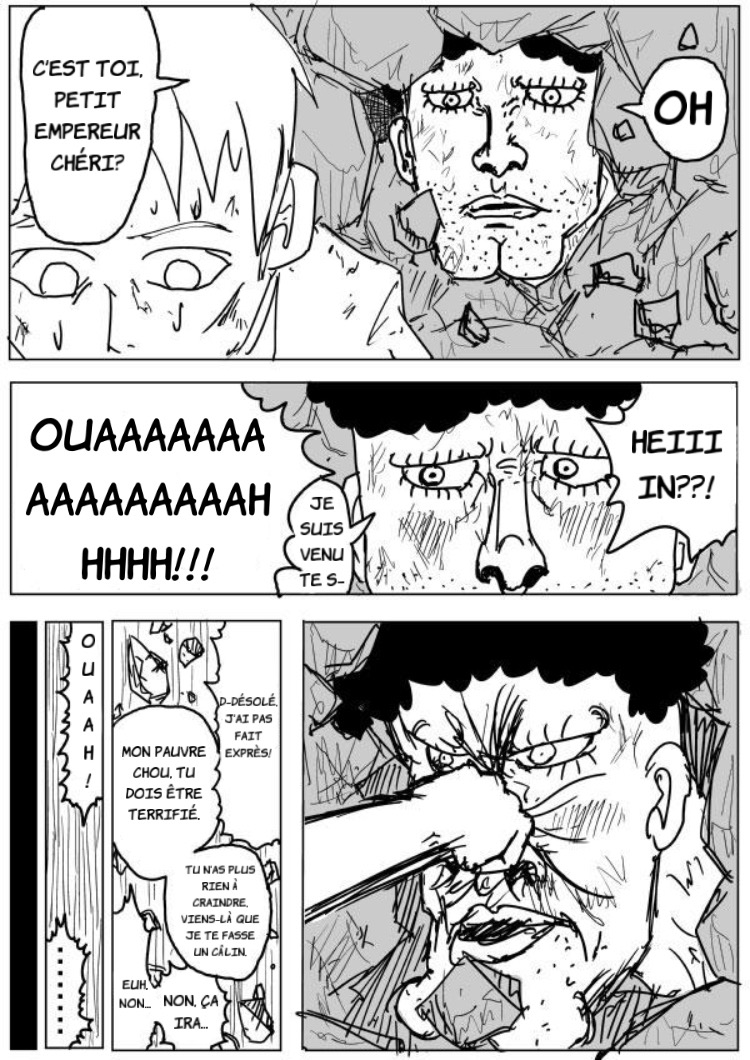 OH
C'EST TOI,
PETIT
EMPEREUR
CHÉRI?
HEIII
IN??!
JE
SUIS
VENU
TE S-
OUAAAAAAA
AAAAAAAAAAH
HHHH!!!
D-DÉSOLÉ,
J'AI PAS
FAIT
EXPRÈS!
MON PAUVRE
CHOU, TU
DOIS ÊTRE
TERRIFIÉ.
TU N'AS PLUS
RIEN À
CRAINDRE,
VIENS-LÀ QUE
JE TE FASSE
UN CÂLIN.
EUH,
NON...
NON, ÇA
IRA...
O
U
A
A
H
!
.......